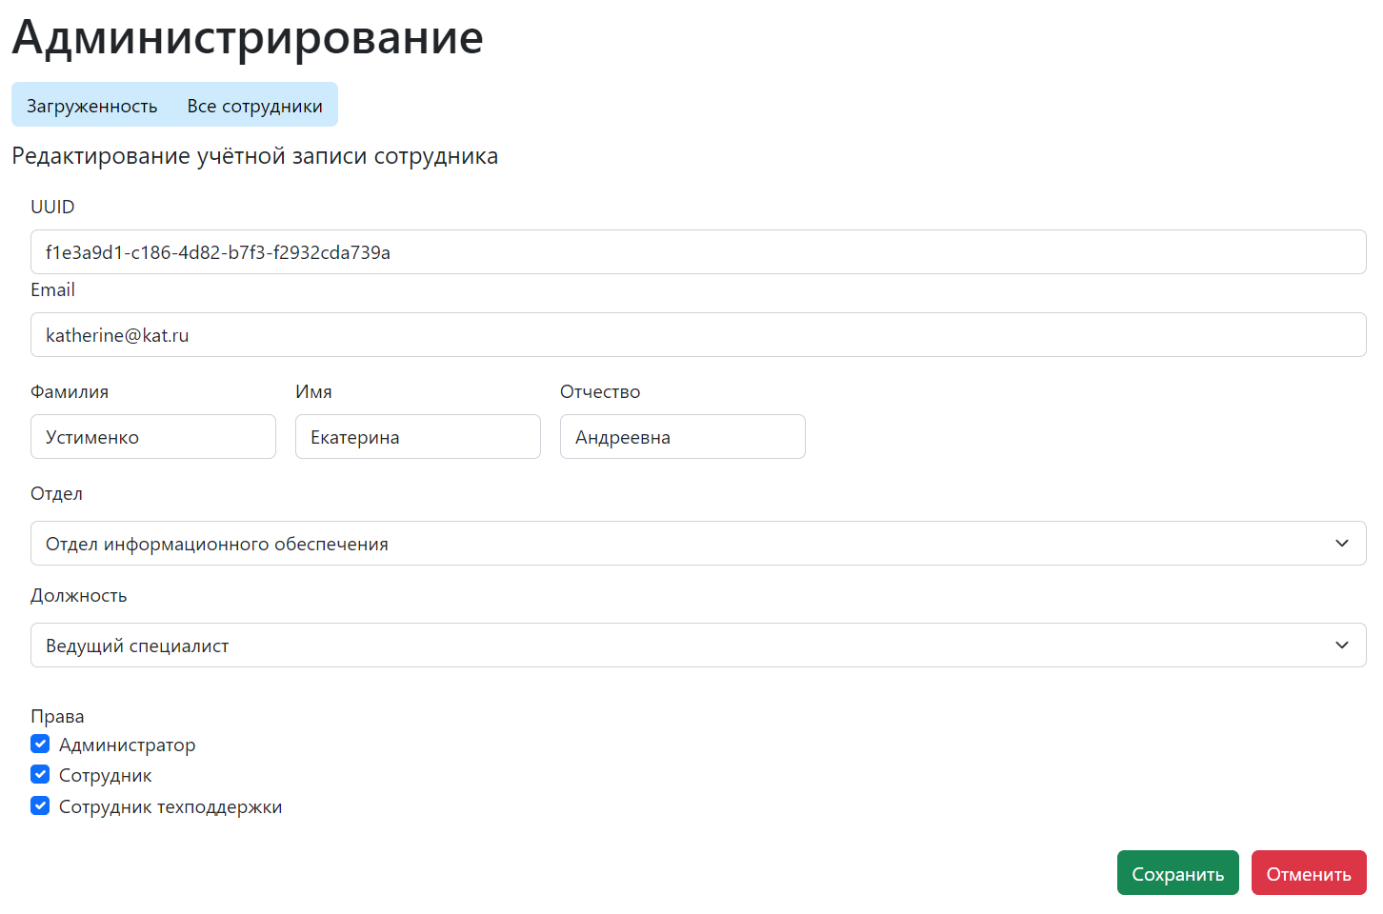 Администрирование
Загруженность Все сотрудники
Редактирование учётной записи сотрудника
UUID
f1e3a9d1-c186-4d82-b7f3-f2932cda739a
Email
katherine@kat.ru
Фамилия Имя Отчество
Устименко Екатерина Андреевна
Отдел
Отдел информационного обеспечения
Должность
Ведущий специалист
Права
Администратор
Сотрудник
Сотрудник техподдержки
Сохранить Отменить